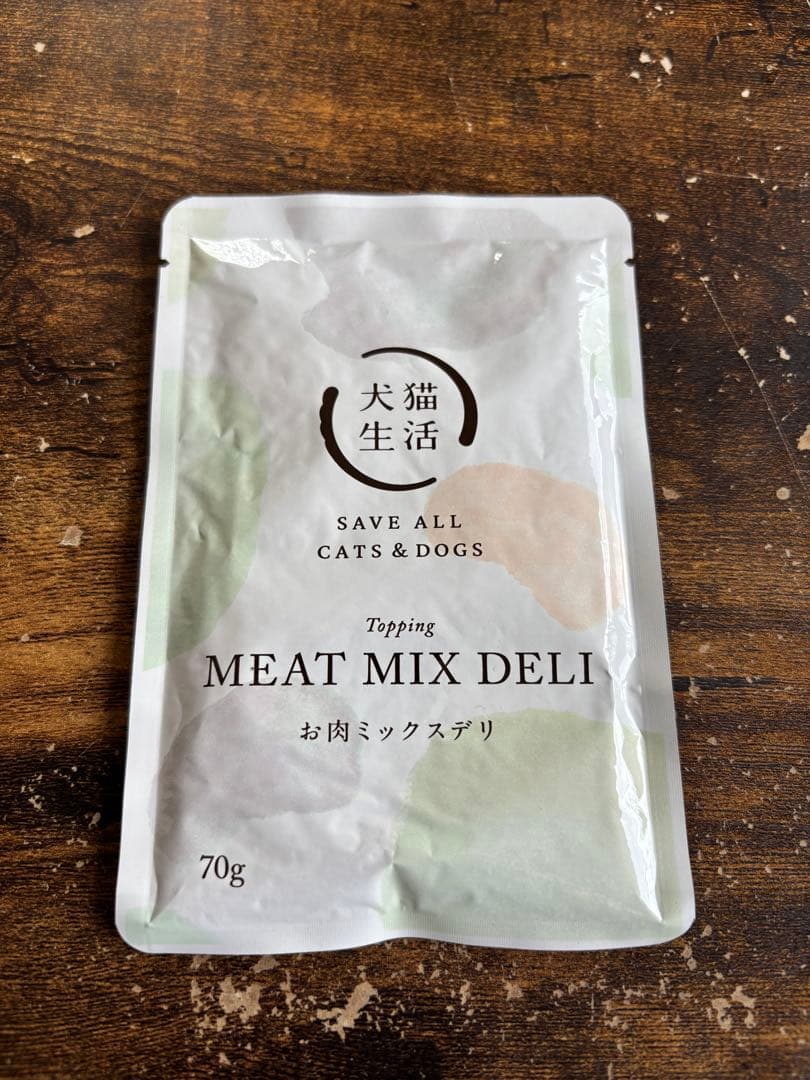 犬猫
生活
SAVE ALL
CATS & DOGS
Topping
MEAT MIX DELI
お肉ミックスデリ
70g